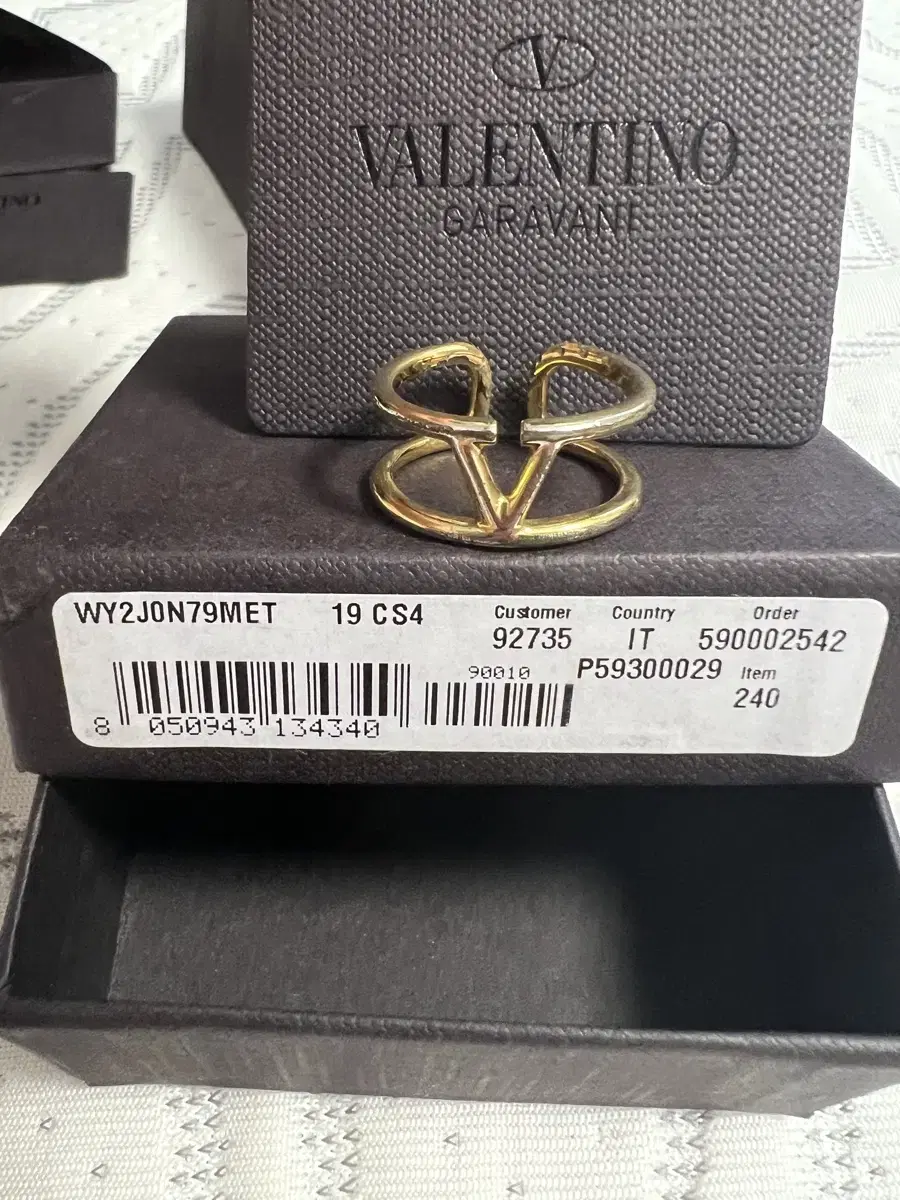 V
VALENTINO
GARAVANI
WY2J0N79MET 19 CS4 Customer Country Order
92735 IT 590002542
90010 P59300029 Item
240
8 050943 134340